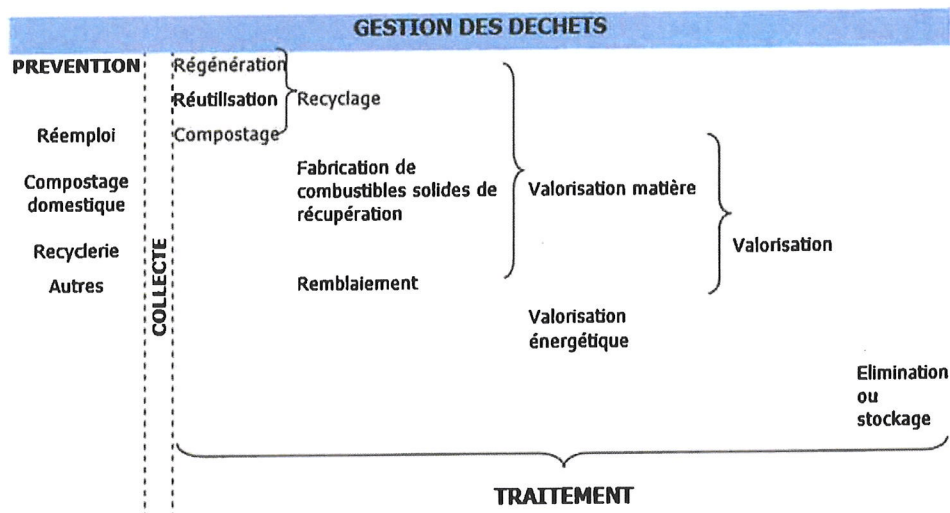 GESTION DES DECHETS
PREVENTION
Réemploi
Compostage
domestique
Recyclerie
Autres
COLLECTE
Régénération
Réutilisation
Compostage
Recyclage
Fabrication de
combustibles solides de
récupération
Remblaiement
Valorisation matière
Valorisation
énergétique
Valorisation
Elimination
ou
stockage
TRAITEMENT